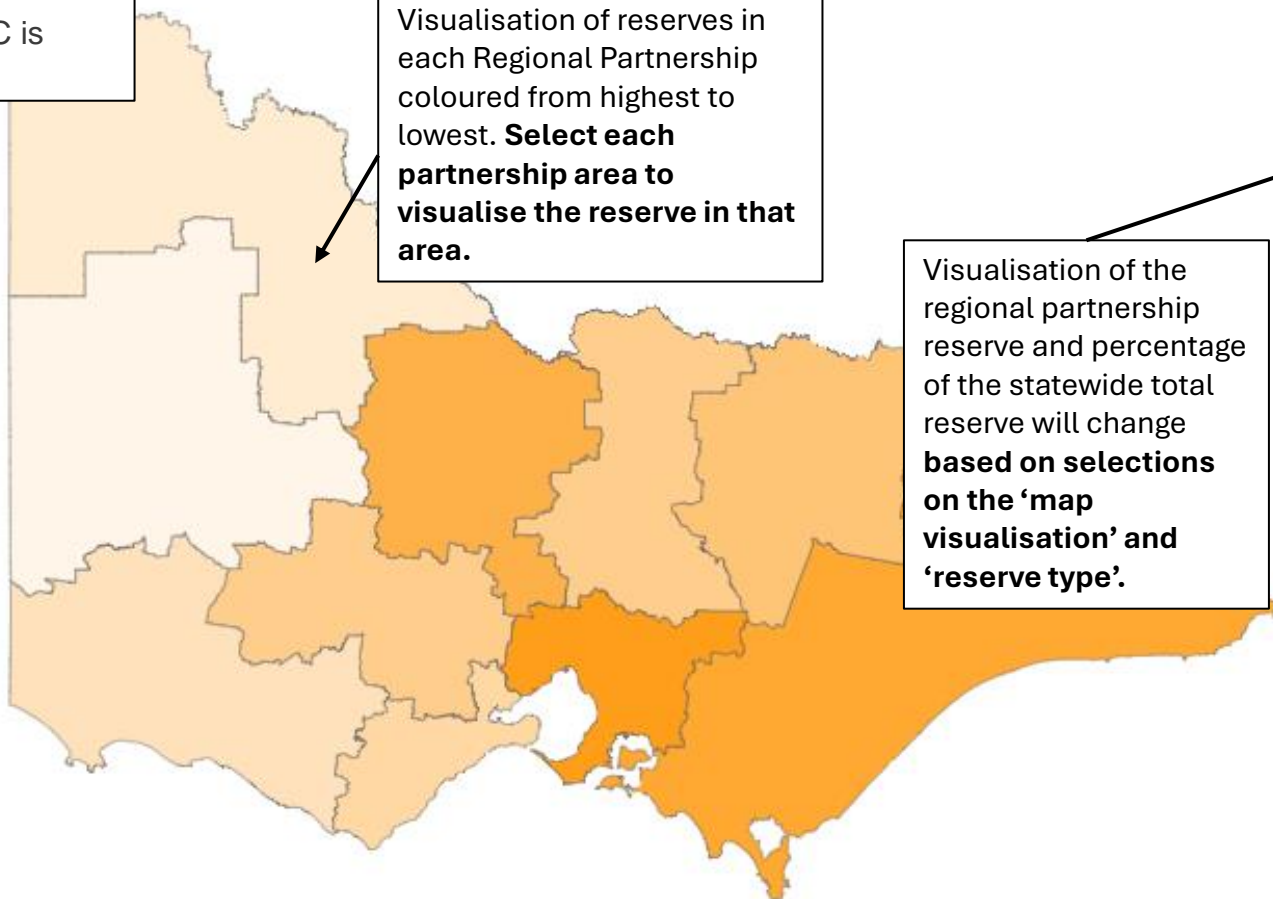 C is
Visualisation of reserves in
each Regional Partnership
coloured from highest to
lowest. Select each
partnership area to
visualise the reserve in that
area.
Visualisation of the
regional partnership
reserve and percentage
of the statewide total
reserve will change
based on selections
on the ‘map
visualisation’ and
‘reserve type’.